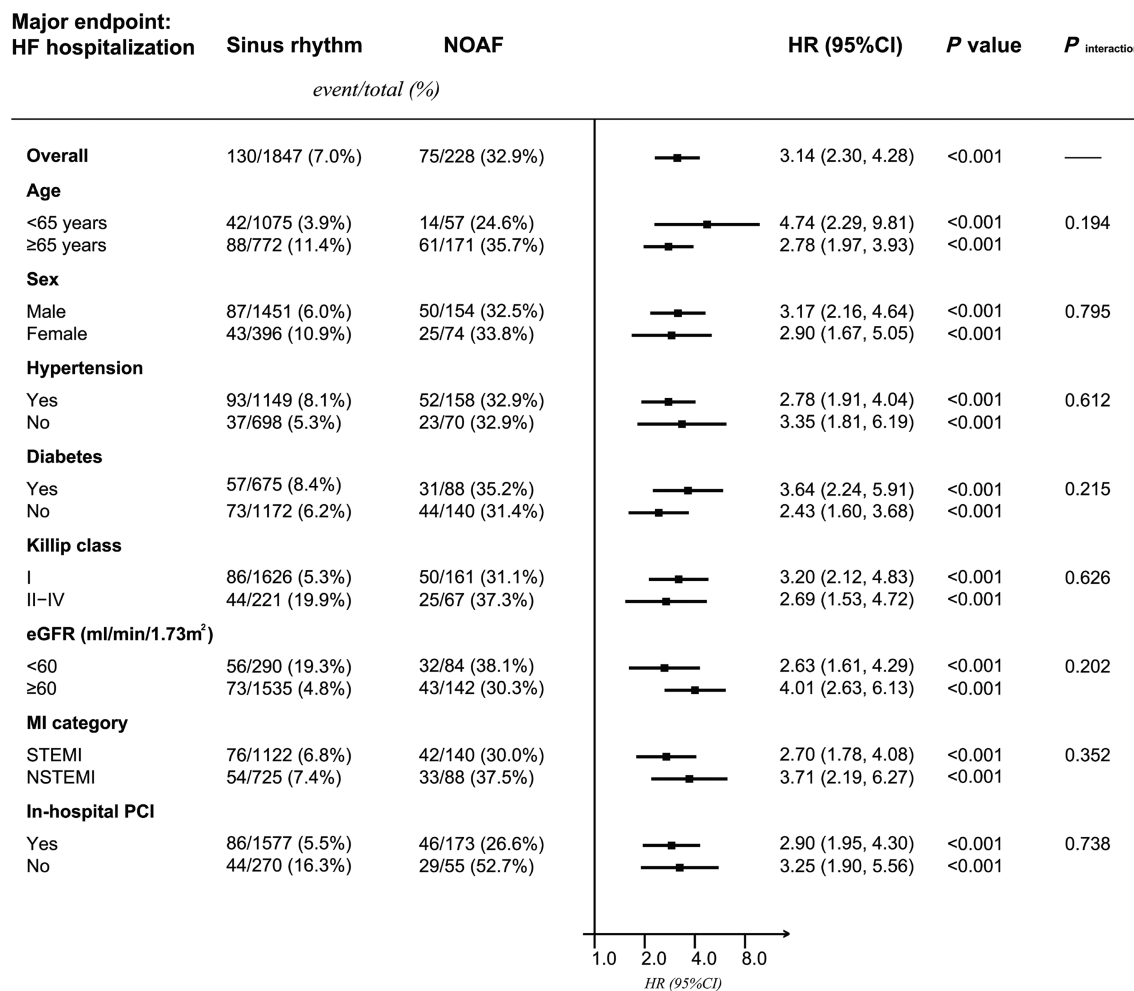 Major endpoint:
HF hospitalization Sinus rhythm NOAF HR (95%CI) P value P interaction
event/total (%)
Overall 130/1847 (7.0%) 75/228 (32.9%) 3.14 (2.30, 4.28) <0.001 —
Age
<65 years 42/1075 (3.9%) 14/57 (24.6%) 4.74 (2.29, 9.81) <0.001 0.194
≥65 years 88/772 (11.4%) 61/171 (35.7%) 2.78 (1.97, 3.93) <0.001
Sex
Male 87/1451 (6.0%) 50/154 (32.5%) 3.17 (2.16, 4.64) <0.001 0.795
Female 43/396 (10.9%) 25/74 (33.8%) 2.90 (1.67, 5.05) <0.001
Hypertension
Yes 93/1149 (8.1%) 52/158 (32.9%) 2.78 (1.91, 4.04) <0.001 0.612
No 37/698 (5.3%) 23/70 (32.9%) 3.35 (1.81, 6.19) <0.001
Diabetes
Yes 57/675 (8.4%) 31/88 (35.2%) 3.64 (2.24, 5.91) <0.001 0.215
No 73/1172 (6.2%) 44/140 (31.4%) 2.43 (1.60, 3.68) <0.001
Killip class
I 86/1626 (5.3%) 50/161 (31.1%) 3.20 (2.12, 4.83) <0.001 0.626
II−IV 44/221 (19.9%) 25/67 (37.3%) 2.69 (1.53, 4.72) <0.001
eGFR (ml/min/1.73m²)
<60 56/290 (19.3%) 32/84 (38.1%) 2.63 (1.61, 4.29) <0.001 0.202
≥60 73/1535 (4.8%) 43/142 (30.3%) 4.01 (2.63, 6.13) <0.001
MI category
STEMI 76/1122 (6.8%) 42/140 (30.0%) 2.70 (1.78, 4.08) <0.001 0.352
NSTEMI 54/725 (7.4%) 33/88 (37.5%) 3.71 (2.19, 6.27) <0.001
In-hospital PCI
Yes 86/1577 (5.5%) 46/173 (26.6%) 2.90 (1.95, 4.30) <0.001 0.738
No 44/270 (16.3%) 29/55 (52.7%) 3.25 (1.90, 5.56) <0.001
1.0 2.0 4.0 8.0
HR (95%CI)